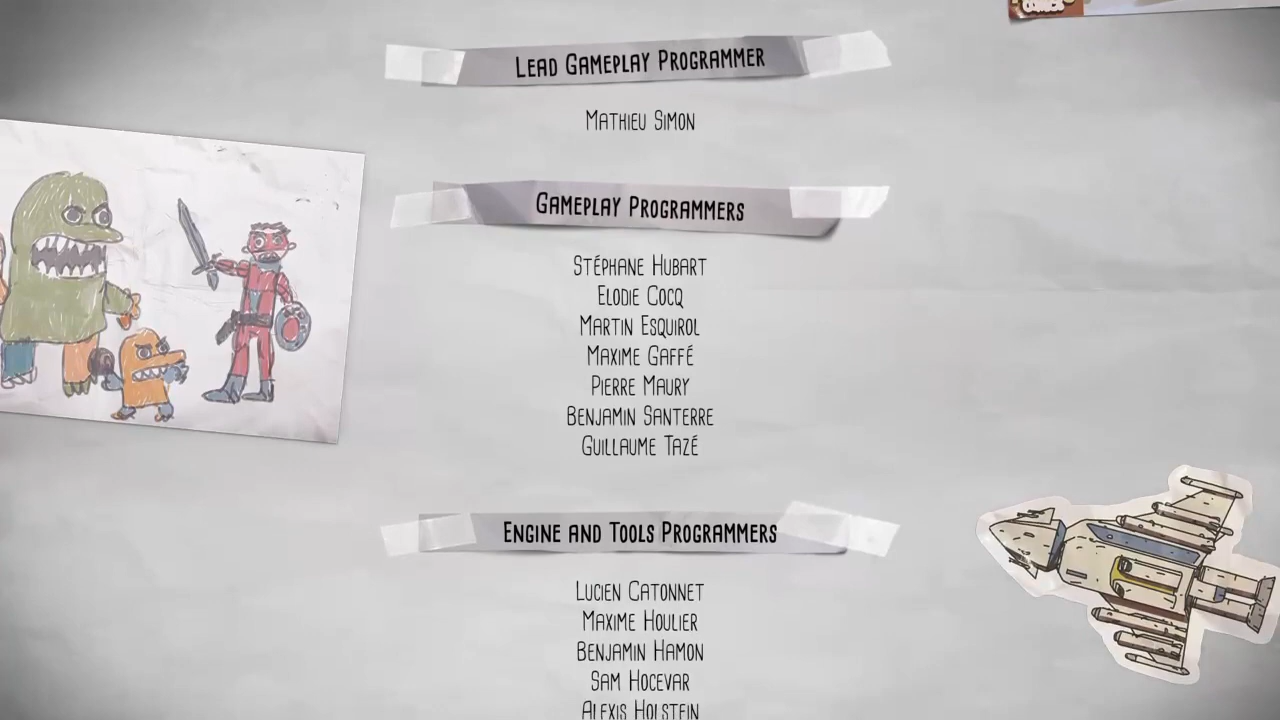 Lead Gameplay Programmer
Mathieu Simon
Gameplay Programmers
Stéphane Hubart
Elodie Cocq
Martin Esquirol
Maxime Gaffé
Pierre Maury
Benjamin Santerre
Guillaume Tazé
Engine and Tools Programmers
Lucien Catonnet
Maxime Houlier
Benjamin Hamon
Sam Hocevar
Alexis Holstein